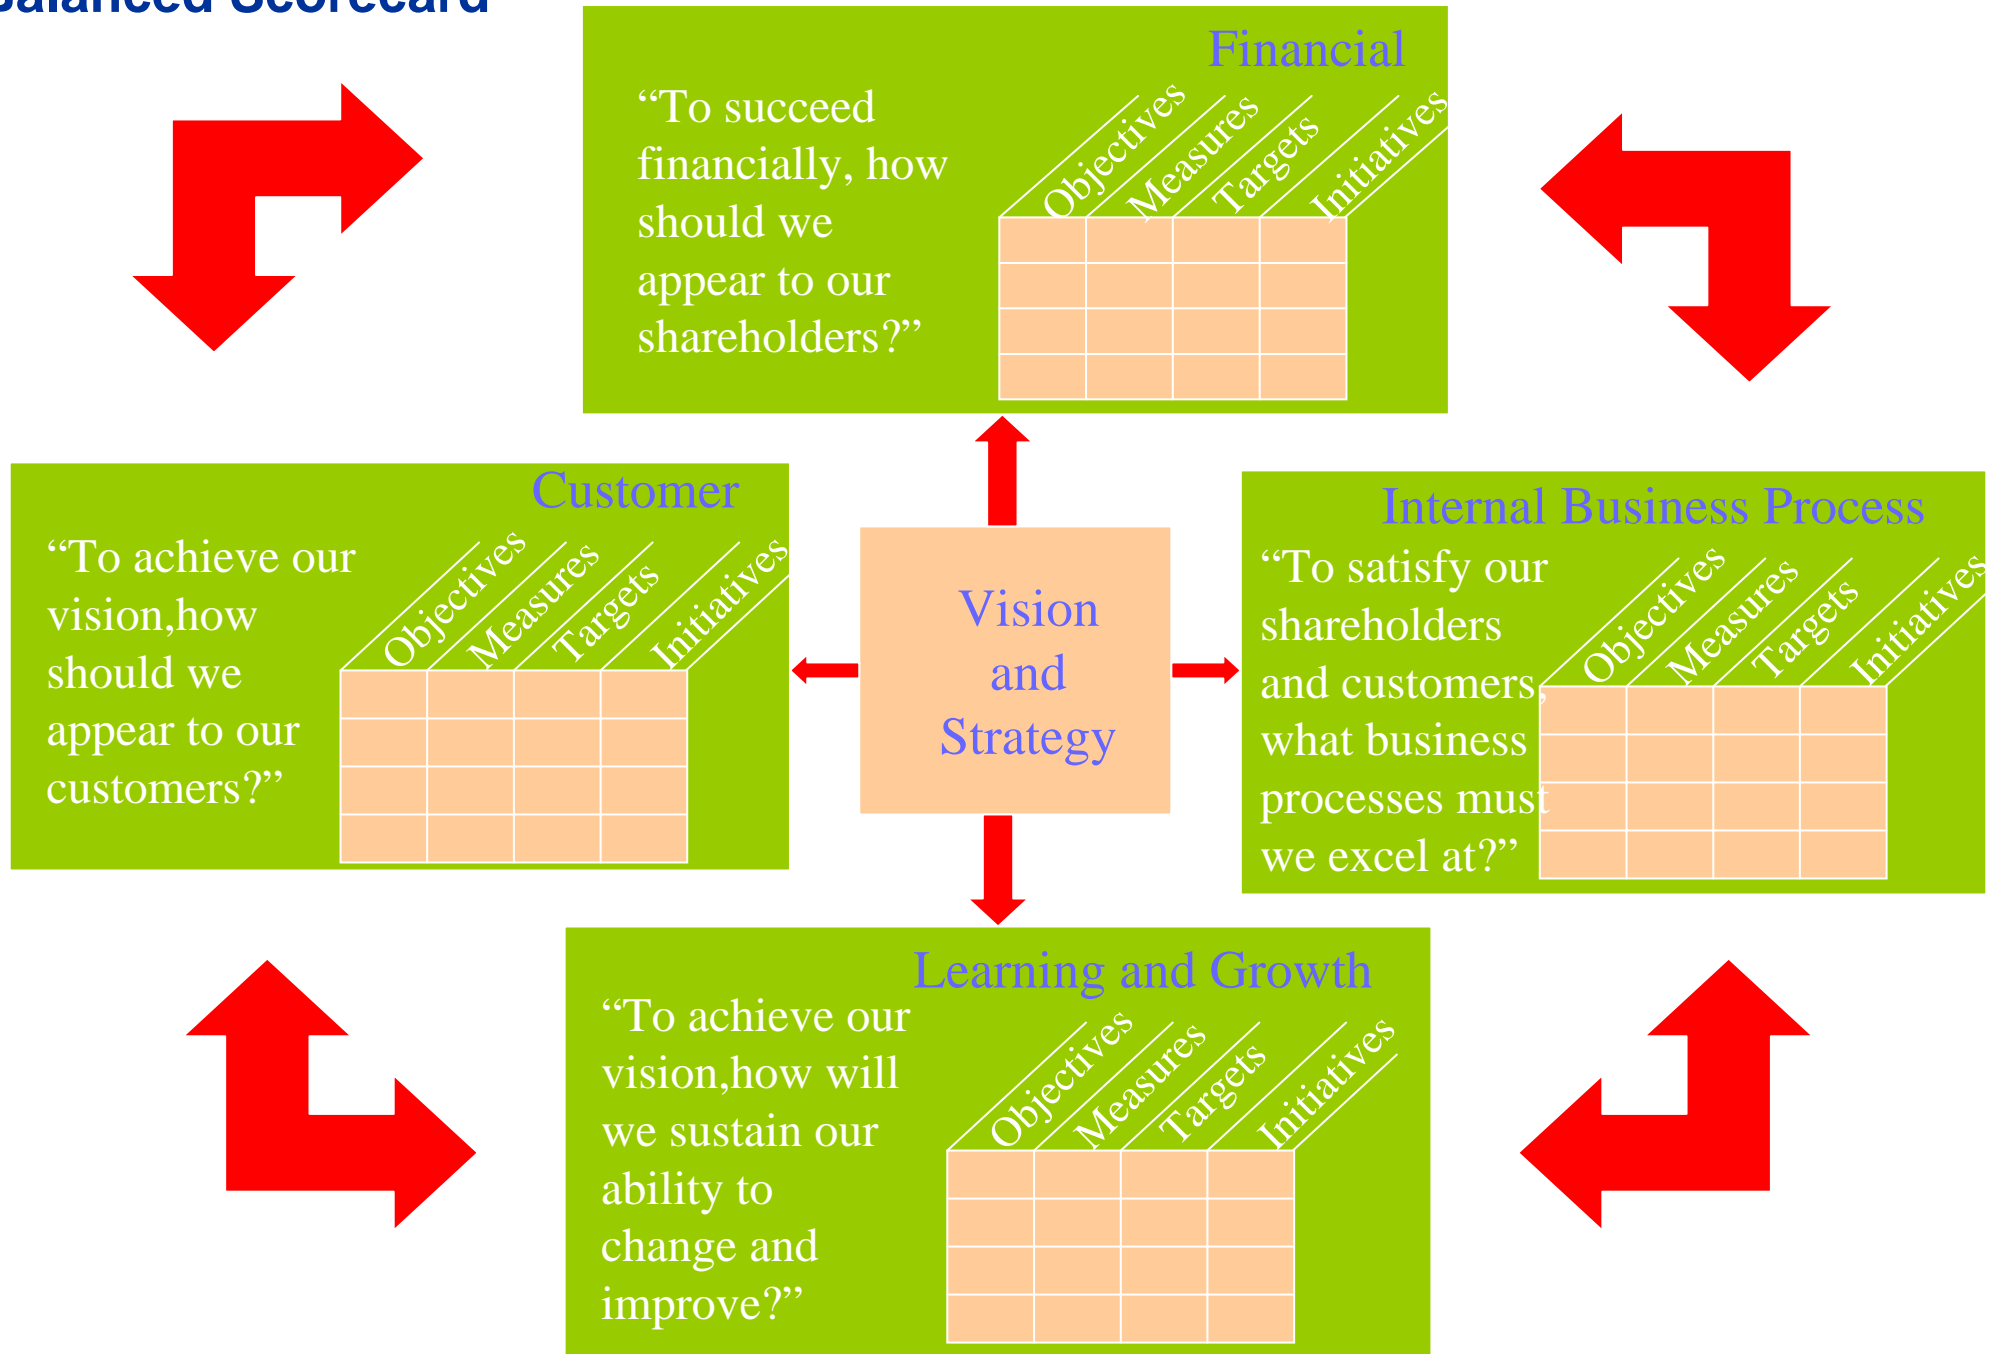 Balanced Scorecard
Financial
“To succeed
financially, how
should we
appear to our
shareholders?”
Objectives
Measures
Targets
Initiatives
Customer
“To achieve our
vision,how
should we
appear to our
customers?”
Objectives
Measures
Targets
Initiatives
Vision
and
Strategy
Internal Business Process
“To satisfy our
shareholders
and customers,
what business
processes must
we excel at?”
Objectives
Measures
Targets
Initiatives
Learning and Growth
“To achieve our
vision,how will
we sustain our
ability to
change and
improve?”
Objectives
Measures
Targets
Initiatives